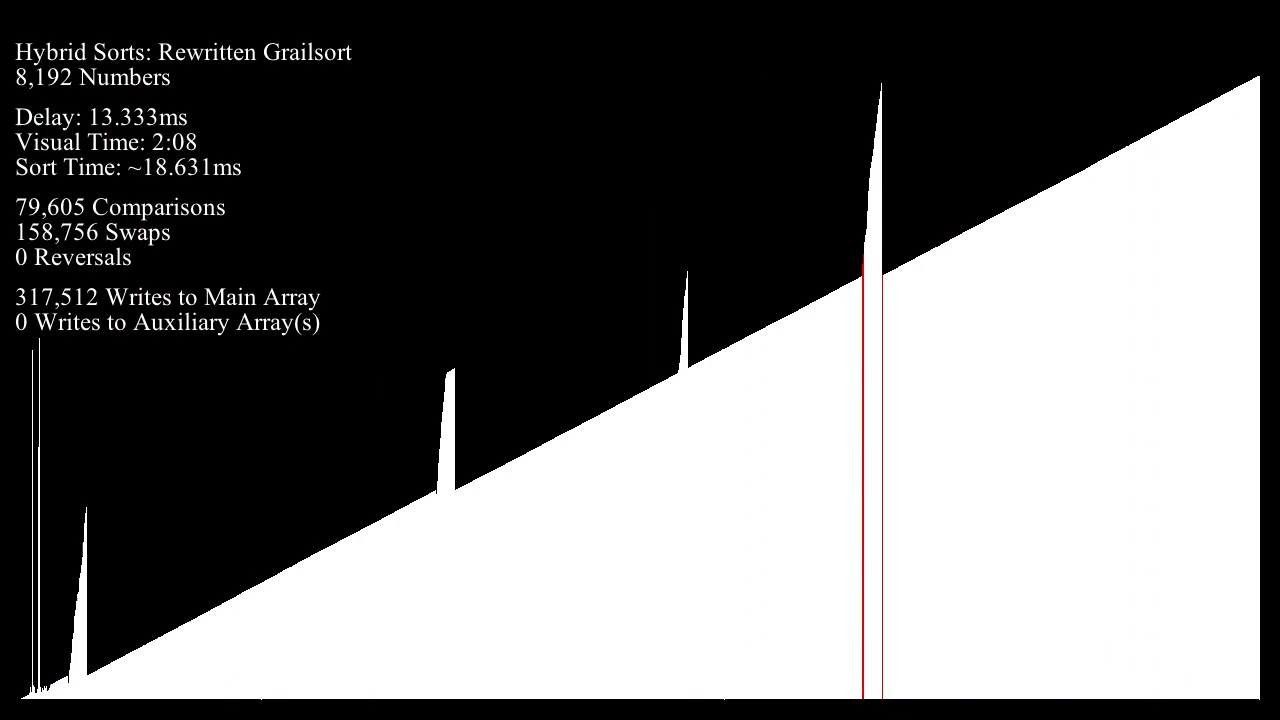 Hybrid Sorts: Rewritten Grailsort
8,192 Numbers
Delay: 13.333ms
Visual Time: 2:08
Sort Time: ~18.631ms
79,605 Comparisons
158,756 Swaps
0 Reversals
317,512 Writes to Main Array
0 Writes to Auxiliary Array(s)